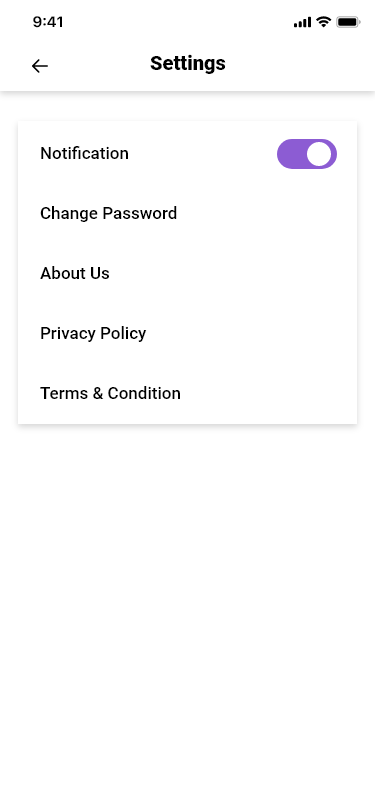 9:41
Settings
Notification
Change Password
About Us
Privacy Policy
Terms & Condition